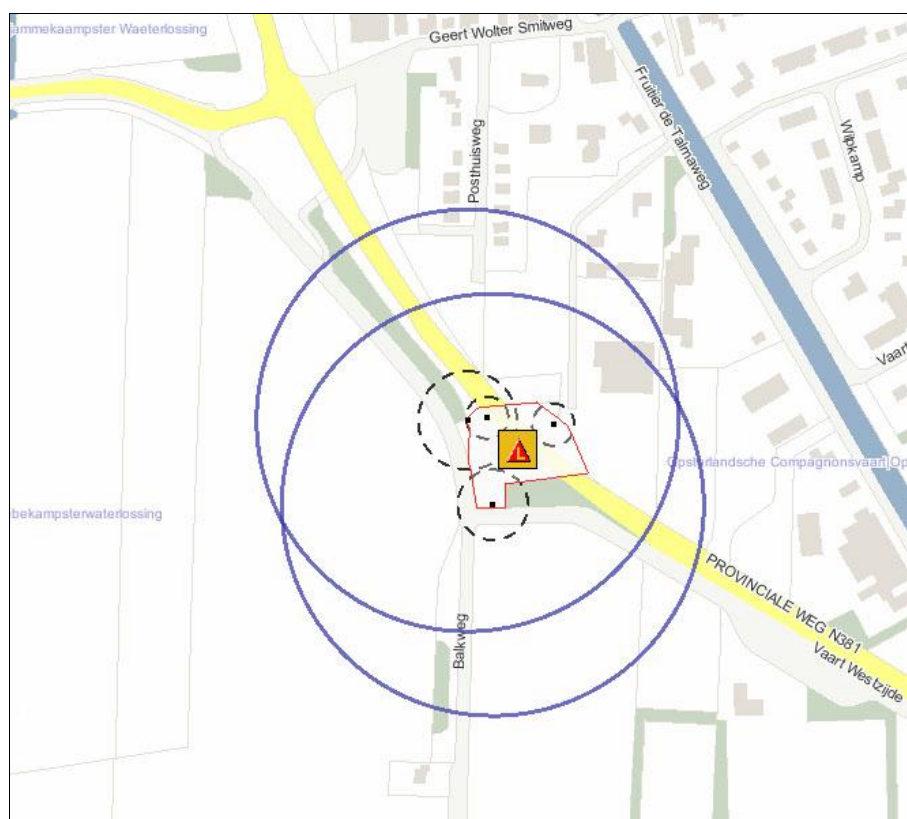 ammekaampster Waeterlossing
Geert Wolter Smitweg
Fruitier de Talmaweg
Wilpkamp
Posthuisweg
Vaart
L
Opsterlandsche Compagnonsvaart|Op
bekampsterwaterlossing
PROVINCIALE WEG N381
Vaart Westzijde
Balkweg